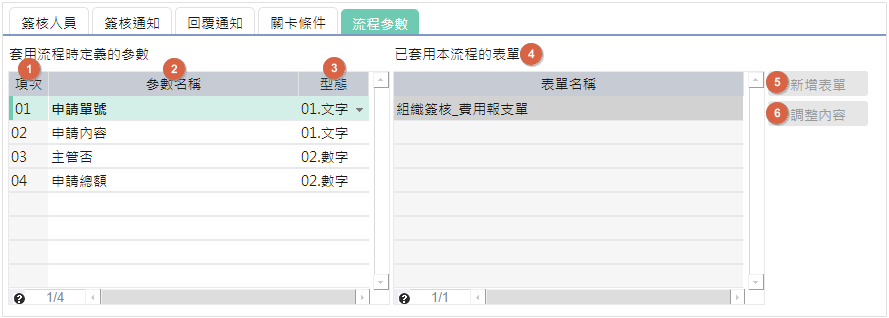 簽核人員 簽核通知 回覆通知 關卡條件 流程參數
套用流程時定義的參數 已套用本流程的表單 4
1 2 3 5 6
項次 參數名稱 型態 表單名稱 新增表單
01 申請單號 01.文字 組織簽核_費用報支單 調整內容
02 申請內容 01.文字
03 主管否 02.數字
04 申請總額 02.數字
? 1/4 ? 1/1